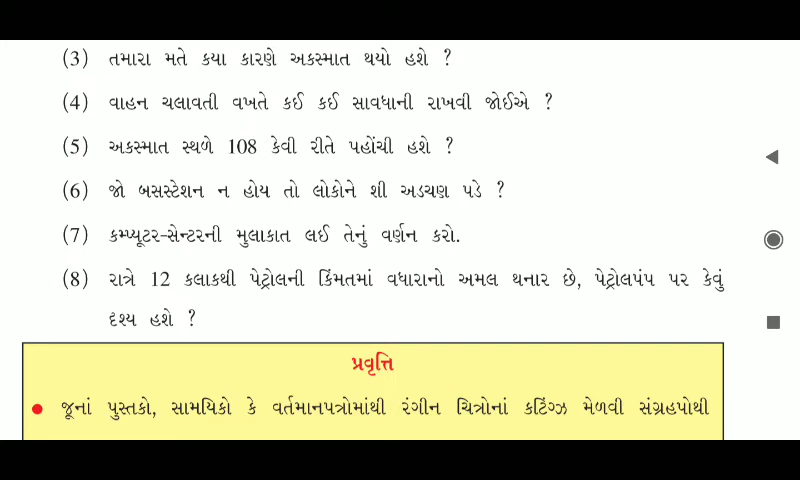 (3) તમારા મતે કયા કારણે અકસ્માત થયો હશે ?
(4) વાહન ચલાવતી વખતે કઈ કઈ સાવધાની રાખવી જોઈએ ?
(5) અકસ્માત સ્થળે 108 કેવી રીતે પહોંચી હશે ?
(6) જો બસસ્ટેશન ન હોય તો લોકોને શી અડચણ પડે ?
(7) કમ્પ્યૂટર-સેન્ટરની મુલાકાત લઈ તેનું વર્ણન કરો.
(8) રાત્રે 12 કલાકથી પેટ્રોલની કિંમતમાં વધારાનો અમલ થનાર છે, પેટ્રોલપંપ પર કેવું
દૃશ્ય હશે ?
પ્રવૃત્તિ
● જૂનાં પુસ્તકો, સામયિકો કે વર્તમાનપત્રોમાંથી રંગીન ચિત્રોનાં કટિંગ્ઝ મેળવી સંગ્રહપોથી